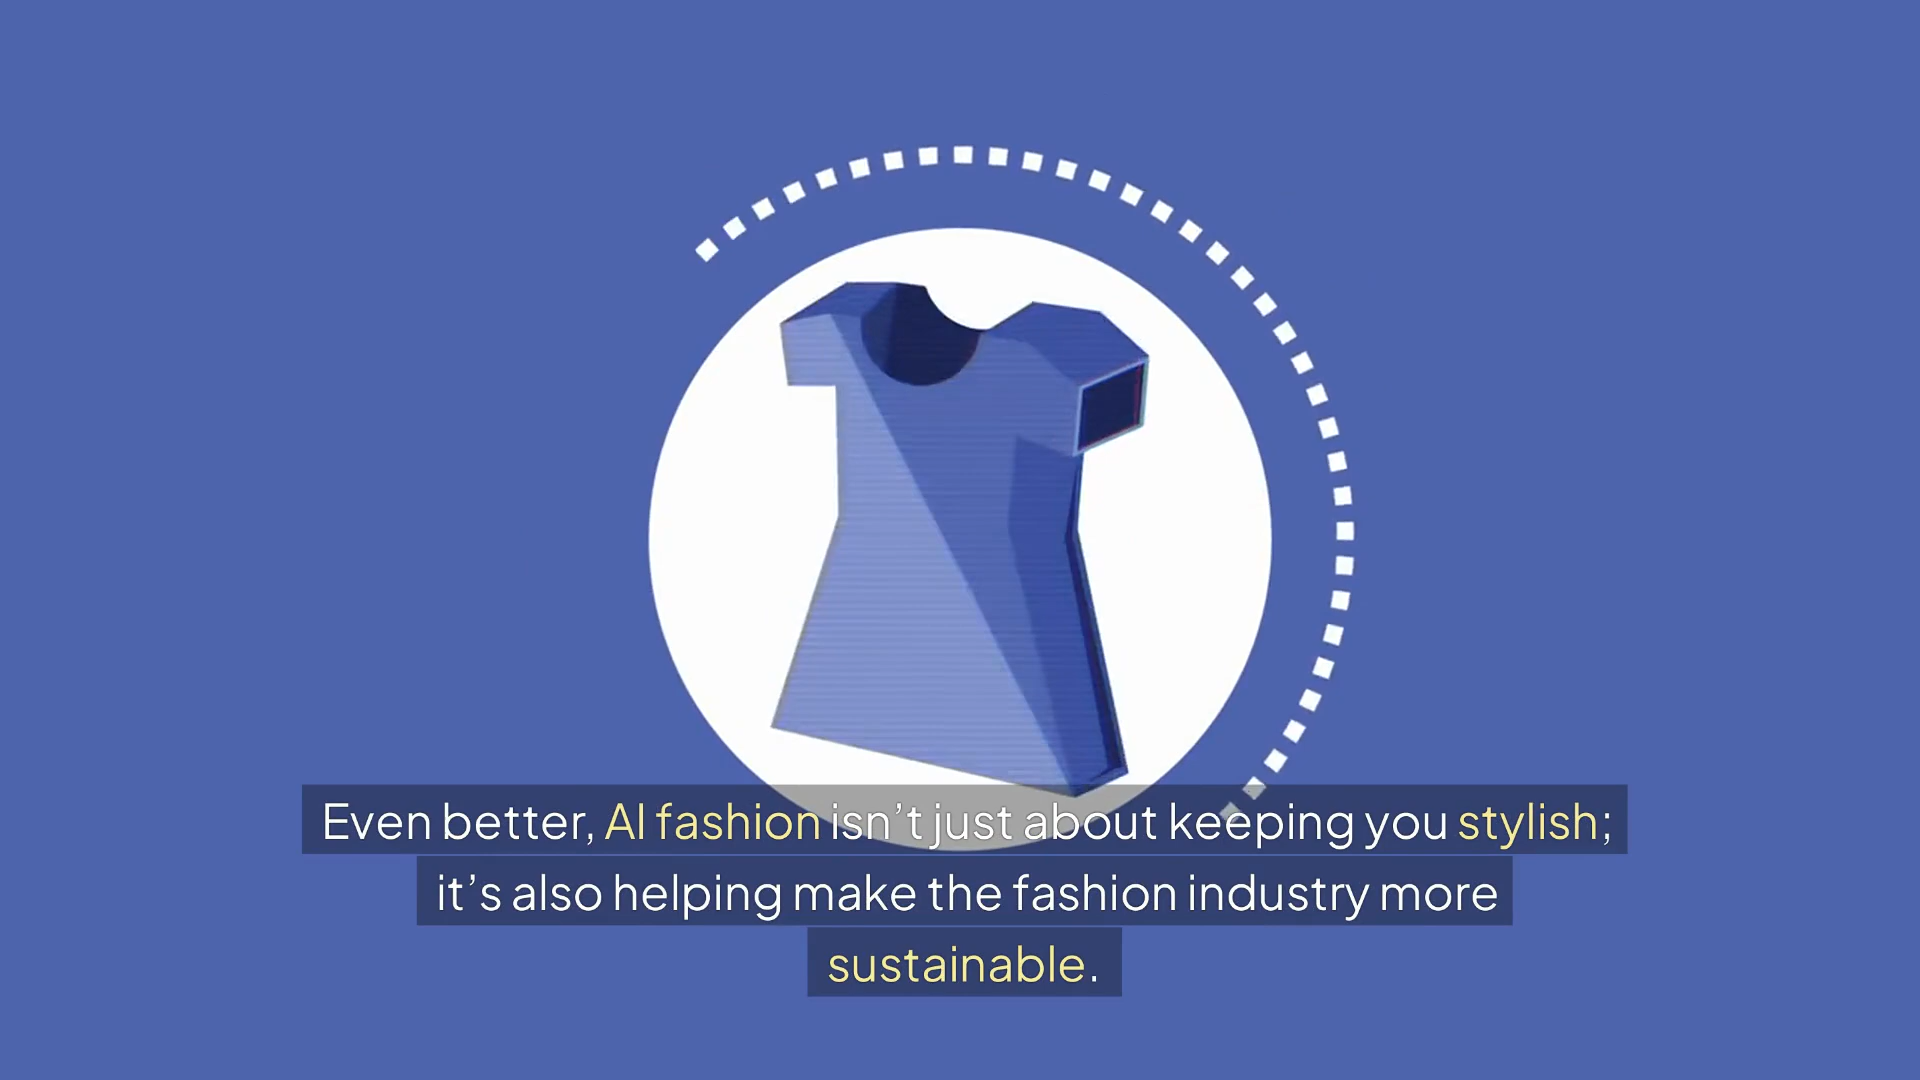 Even better, AI fashion isn’t just about keeping you stylish;
it’s also helping make the fashion industry more
sustainable.